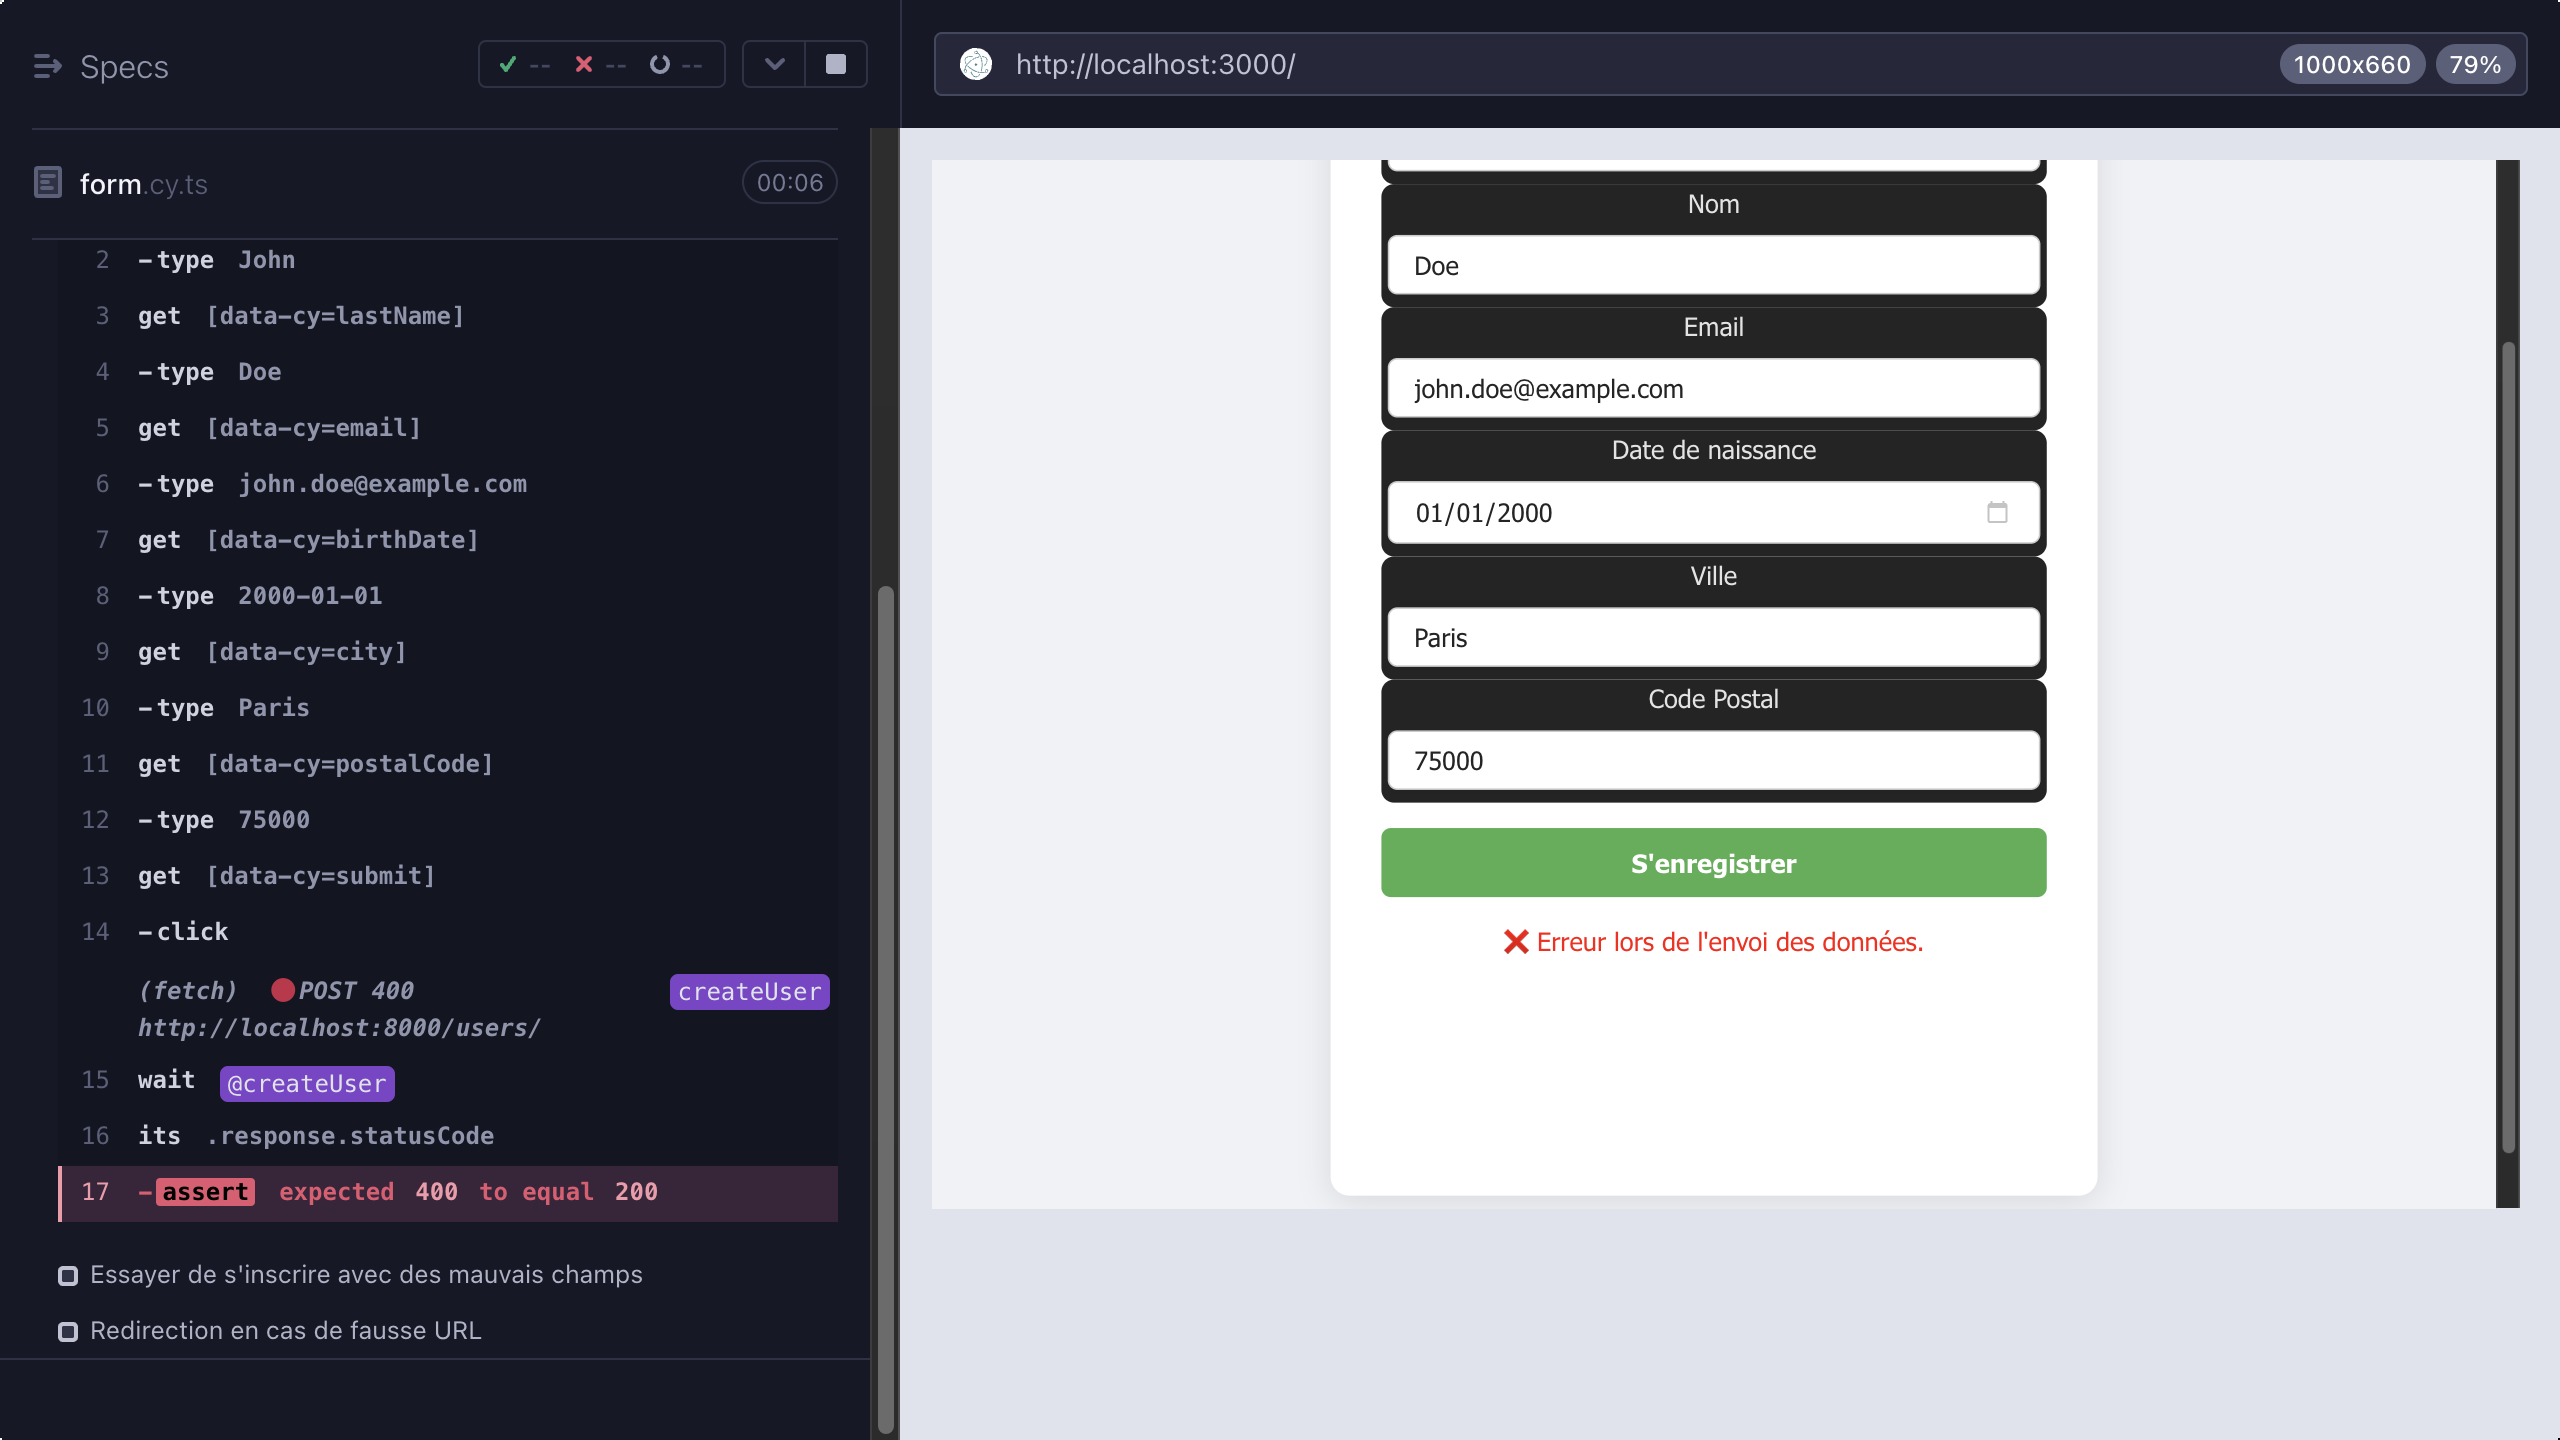 Specs
-- -- --
form.cy.ts
00:06
2 -type John
3 get [data-cy=lastName]
4 -type Doe
5 get [data-cy=email]
6 -type john.doe@example.com
7 get [data-cy=birthDate]
8 -type 2000-01-01
9 get [data-cy=city]
10 -type Paris
11 get [data-cy=postalCode]
12 -type 75000
13 get [data-cy=submit]
14 -click
(fetch) POST 400 createUser
http://localhost:8000/users/
15 wait @createUser
16 its .response.statusCode
17 -assert expected 400 to equal 200
Essayer de s'inscrire avec des mauvais champs
Redirection en cas de fausse URL
http://localhost:3000/
1000x660 79%
Nom
Doe
Email
john.doe@example.com
Date de naissance
01/01/2000
Ville
Paris
Code Postal
75000
S'enregistrer
❌ Erreur lors de l'envoi des données.